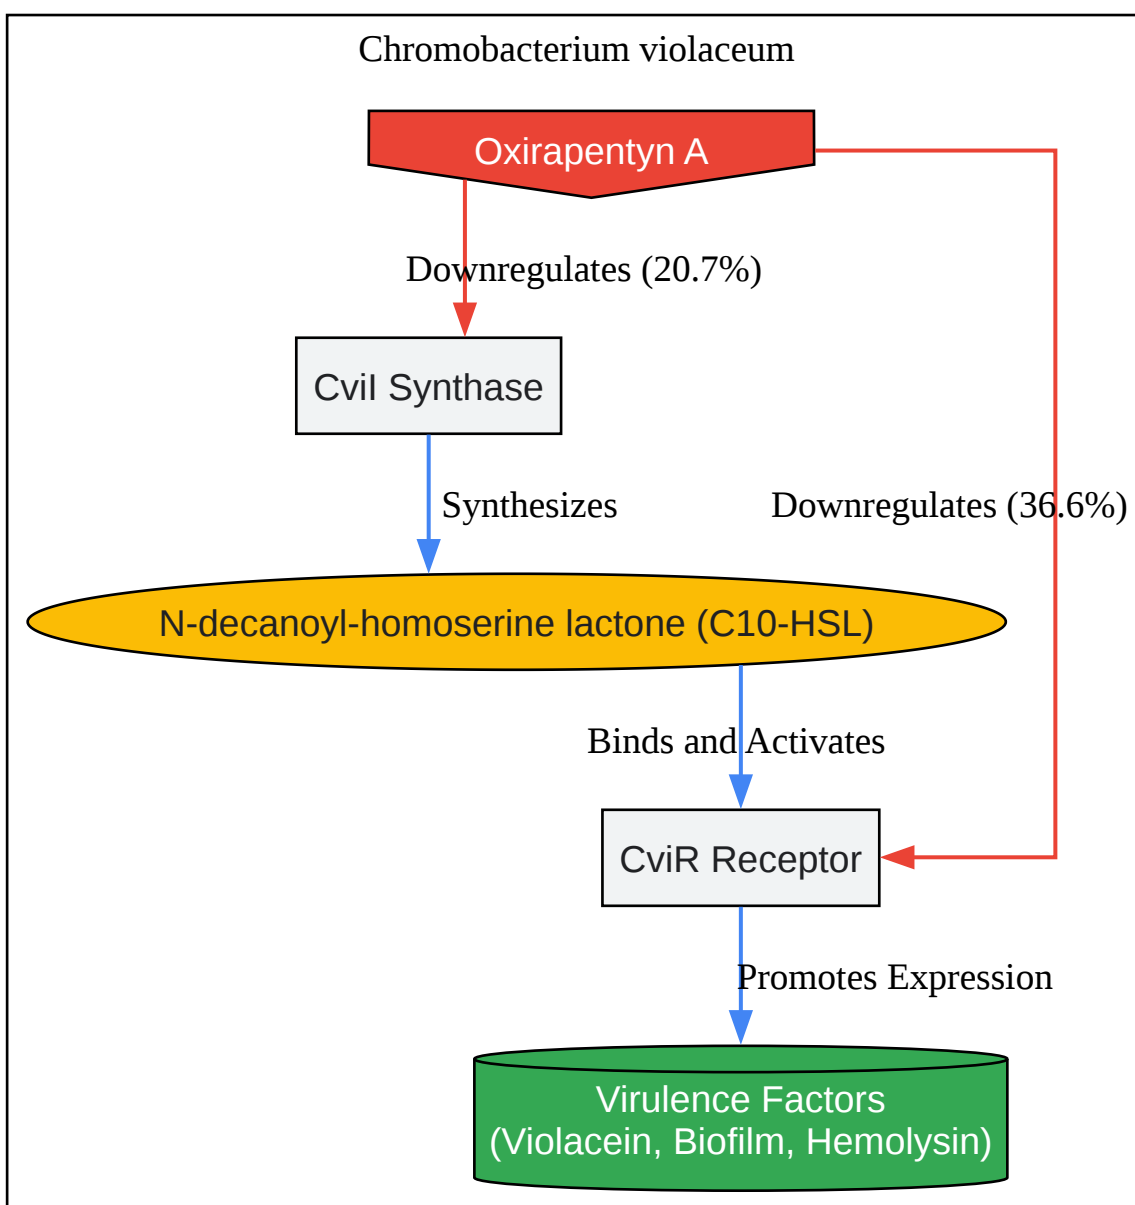 Chromobacterium violaceum
Oxirapentyn A
Downregulates (20.7%)
CviI Synthase
Synthesizes
Downregulates (36.6%)
N-decanoyl-homoserine lactone (C10-HSL)
Binds and Activates
CviR Receptor
Promotes Expression
Virulence Factors
(Violacein, Biofilm, Hemolysin)